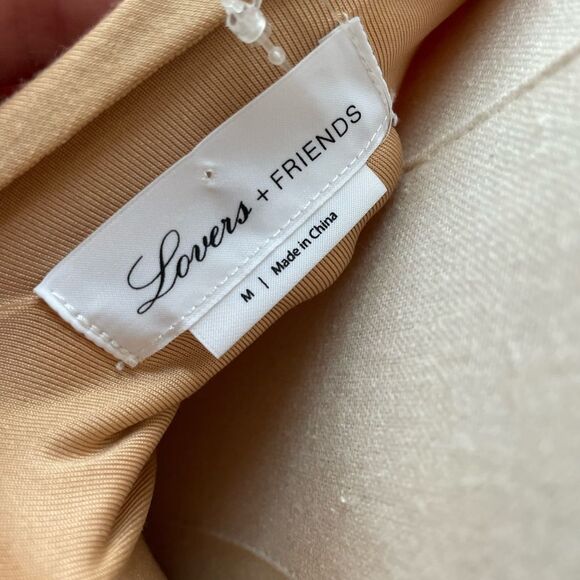 Lovers + FRIENDS
M | Made in China